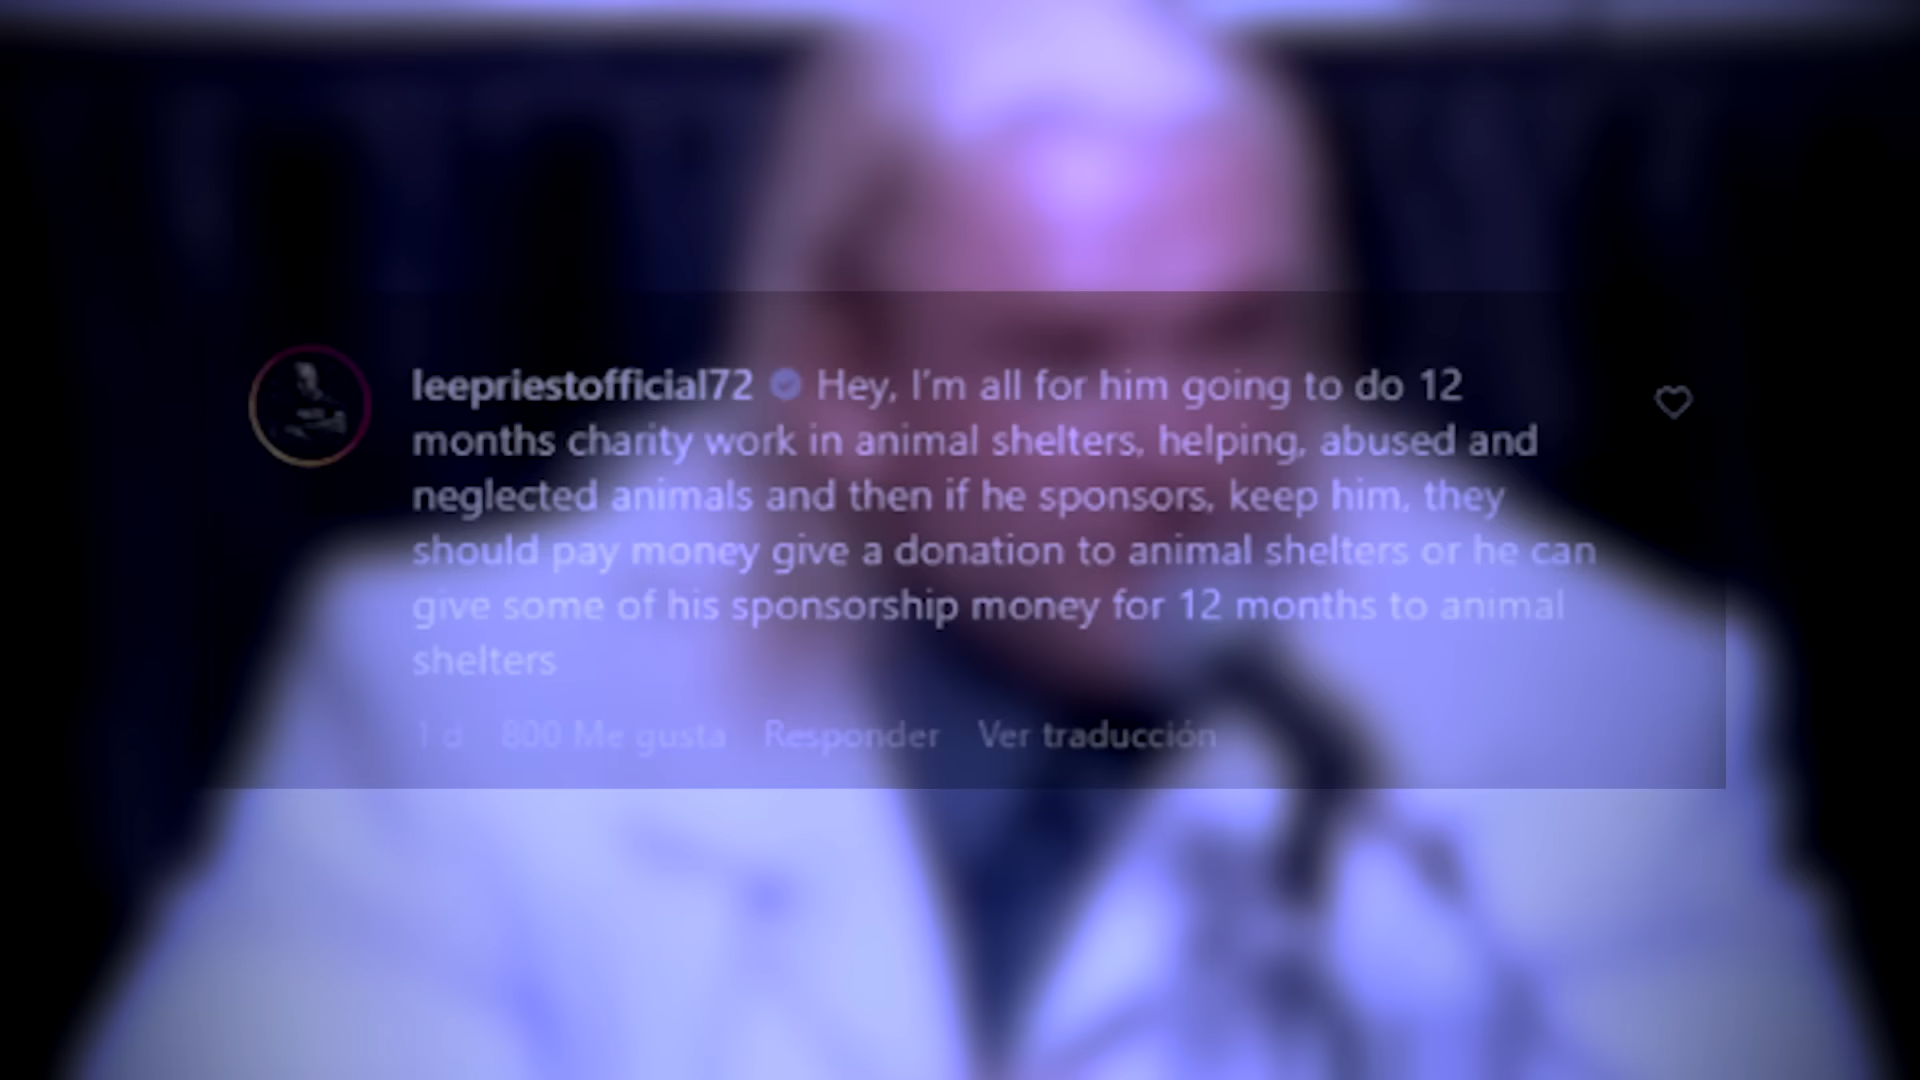 leepriestofficial72 Hey, I'm all for him going to do 12
months charity work in animal shelters, helping, abused and
neglected animals and then if he sponsors, keep him, they
should pay money give a donation to animal shelters or he can
give some of his sponsorship money for 12 months to animal
shelters
1 d 800 Me gusta Responder Ver traducción